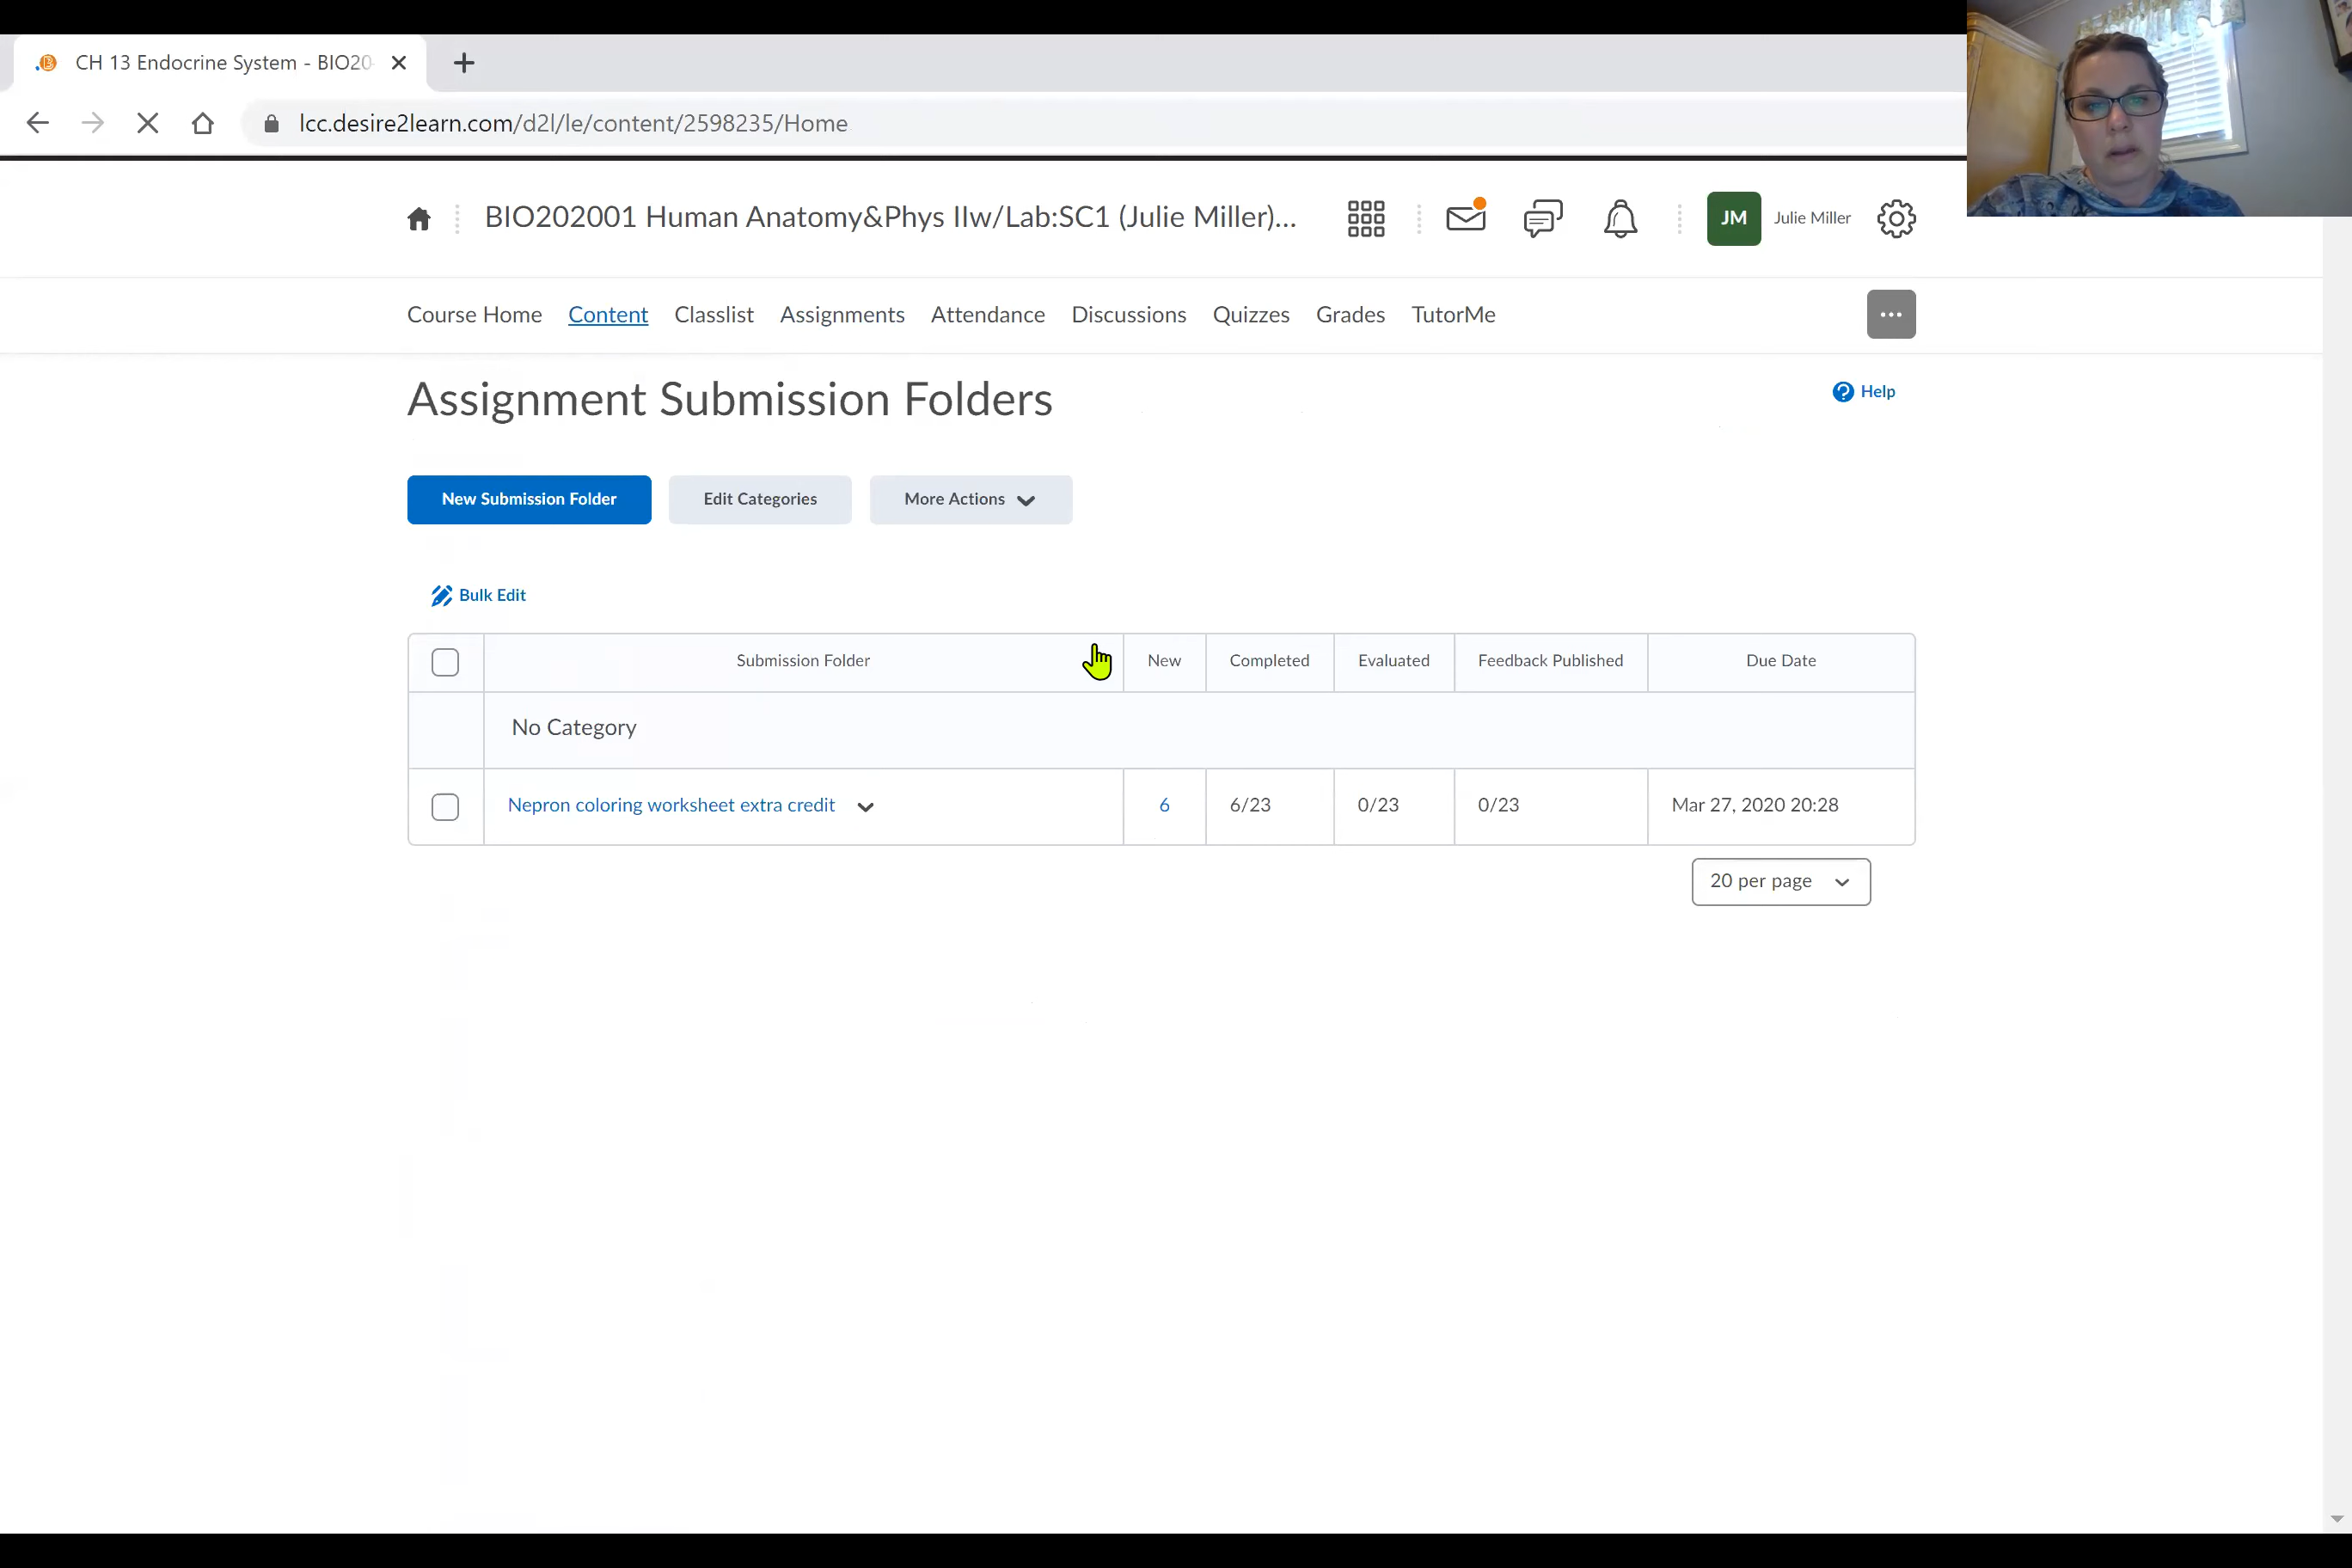 CH 13 Endocrine System - BIO20
lcc.desire2learn.com/d2l/le/content/2598235/Home
BIO202001 Human Anatomy&Phys IIw/Lab:SC1 (Julie Miller)...
JM
Julie Miller
Course Home Content Classlist Assignments Attendance Discussions Quizzes Grades TutorMe
Assignment Submission Folders
Help
New Submission Folder Edit Categories More Actions
Bulk Edit
Submission Folder New Completed Evaluated Feedback Published Due Date
No Category
Nepron coloring worksheet extra credit 6 6/23 0/23 0/23 Mar 27, 2020 20:28
20 per page